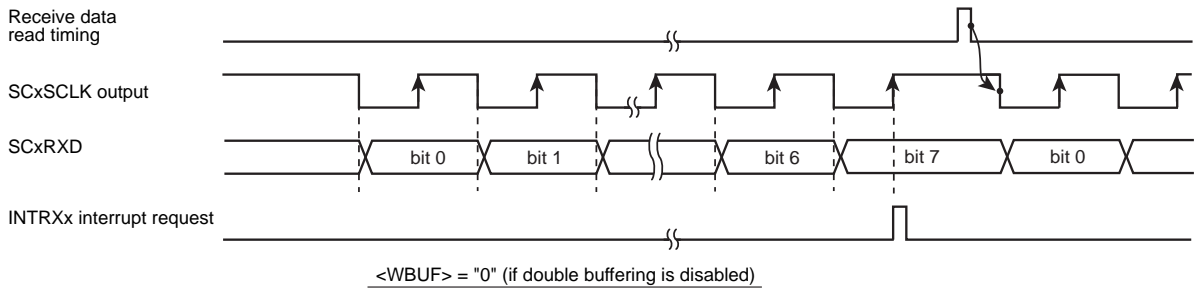 Receive data
read timing
SCxSCLK output
SCxRXD
bit 0
bit 1
bit 6
bit 7
bit 0
INTRXx interrupt request
<WBUF> = "0" (if double buffering is disabled)